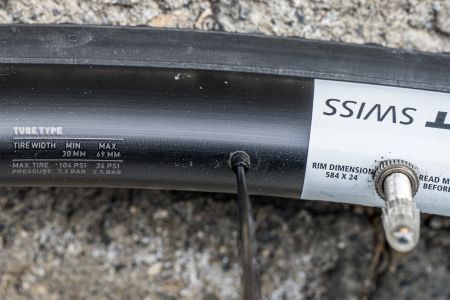 TUBE TYPE
TIRE WIDTH MIN. MAX.
30 MM 69 MM
MAX. TIRE 104 PSI 36 PSI
PRESSURE 7.2 BAR 2.5 BAR
T SWISS
RIM DIMENSION
584 X 24
READ M
BEFORE